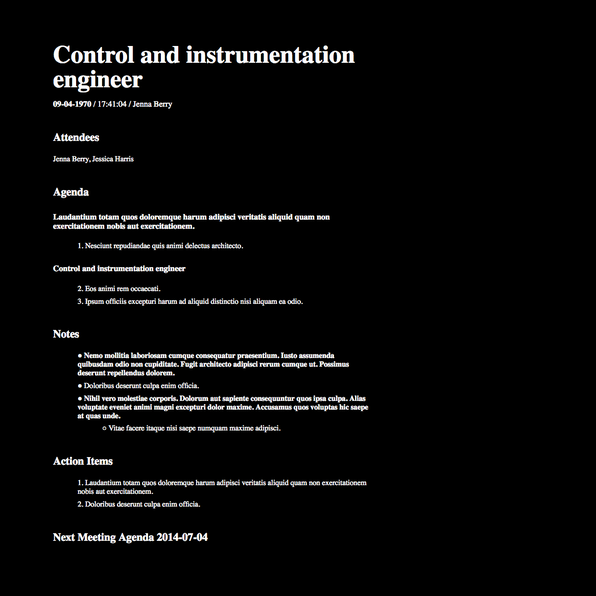 Control and instrumentation
engineer
09-04-1970 / 17:41:04 / Jenna Berry
Attendees
Jenna Berry, Jessica Harris
Agenda
Laudantium totam quos doloremque harum adipisci veritatis aliquid quam non
exercitationem nobis aut exercitationem.
1. Nesciunt repudiandae quis animi delectus architecto.
Control and instrumentation engineer
2. Eos animi rem occaecati.
3. Ipsum officiis excepturi harum ad aliquid distinctio nisi aliquam ea odio.
Notes
● Nemo mollitia laboriosam cumque consequatur praesentium. Iusto assumenda
quibusdam odio non cupiditate. Fugit architecto adipisci rerum cumque ut. Possimus
deserunt repellendus dolorem.
● Doloribus deserunt culpa enim officia.
● Nihil vero molestiae corporis. Dolorum aut sapiente consequuntur quos ipsa culpa. Alias
voluptate eveniet animi magni excepturi dolor maxime. Accusamus quos voluptas hic saepe
at quas unde.
○ Vitae facere itaque nisi saepe numquam maxime adipisci.
Action Items
1. Laudantium totam quos doloremque harum adipisci veritatis aliquid quam non exercitationem
nobis aut exercitationem.
2. Doloribus deserunt culpa enim officia.
Next Meeting Agenda 2014-07-04